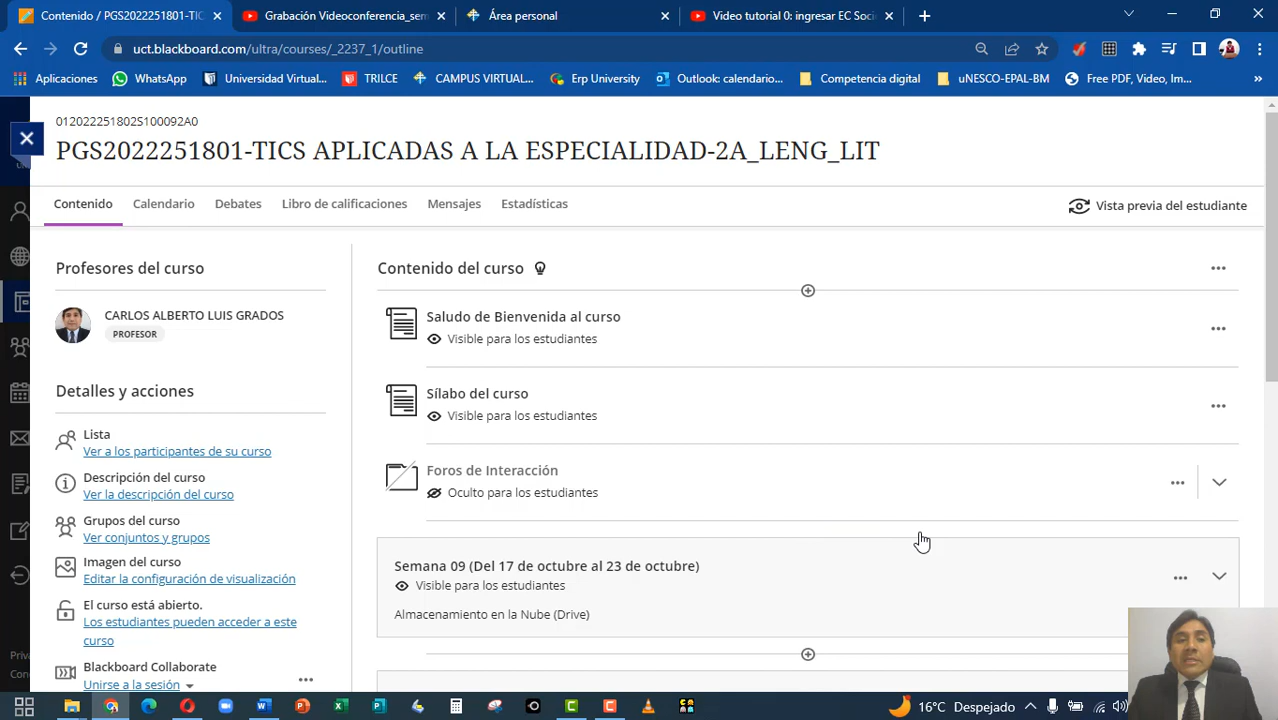 Contenido / PGS2022251801-TICS
Grabación Videoconferencia_sem
Área personal
Video tutorial 0: ingresar EC Soci
uct.blackboard.com/ultra/courses/_2237_1/outline
Aplicaciones
WhatsApp
Universidad Virtual...
TRILCE
CAMPUS VIRTUAL...
Erp University
Outlook: calendario...
Competencia digital
uNESCO-EPAL-BM
Free PDF, Video, Im...
»
012022251802S100092A0
PGS2022251801-TICS APLICADAS A LA ESPECIALIDAD-2A_LENG_LIT
Contenido
Calendario
Debates
Libro de calificaciones
Mensajes
Estadísticas
Vista previa del estudiante
Profesores del curso
CARLOS ALBERTO LUIS GRADOS
PROFESOR
Detalles y acciones
Lista
Ver a los participantes de su curso
Descripción del curso
Ver la descripción del curso
Grupos del curso
Ver conjuntos y grupos
Imagen del curso
Editar la configuración de visualización
El curso está abierto.
Los estudiantes pueden acceder a este
curso
Blackboard Collaborate
Unirse a la sesión
Contenido del curso
Saludo de Bienvenida al curso
Visible para los estudiantes
Sílabo del curso
Visible para los estudiantes
Foros de Interacción
Oculto para los estudiantes
Semana 09 (Del 17 de octubre al 23 de octubre)
Visible para los estudiantes
Almacenamiento en la Nube (Drive)
16°C Despejado